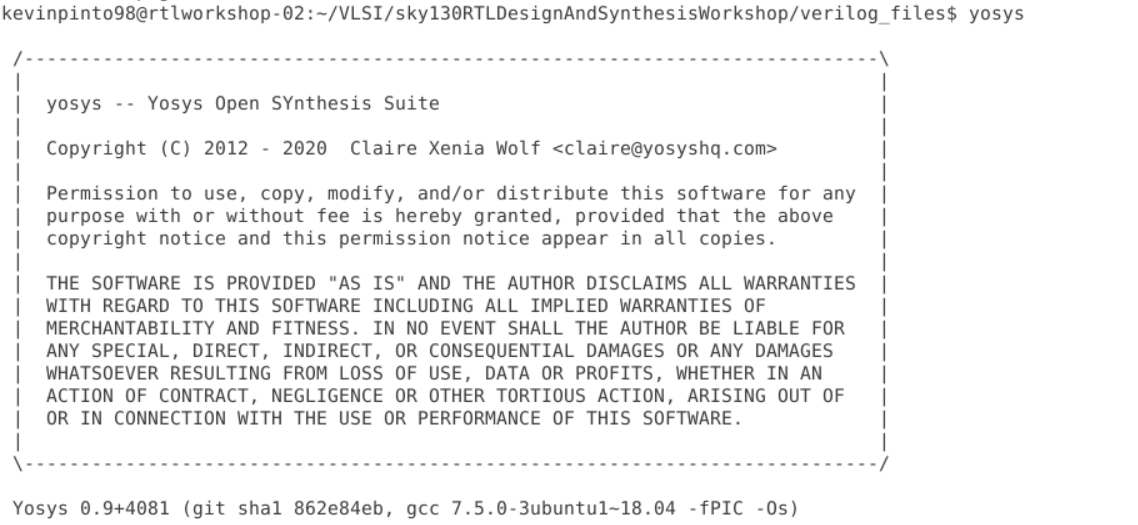 kevinpinto98@rtlworkshop-02:~/VLSI/sky130RTLDesignAndSynthesisWorkshop/verilog_files$ yosys
/----------------------------------------------------------------------------\
|                                                                            |
|  yosys -- Yosys Open SYnthesis Suite                                       |
|                                                                            |
|  Copyright (C) 2012 - 2020  Claire Xenia Wolf <claire@yosyshq.com>         |
|                                                                            |
|  Permission to use, copy, modify, and/or distribute this software for any  |
|  purpose with or without fee is hereby granted, provided that the above    |
|  copyright notice and this permission notice appear in all copies.         |
|                                                                            |
|  THE SOFTWARE IS PROVIDED "AS IS" AND THE AUTHOR DISCLAIMS ALL WARRANTIES  |
|  WITH REGARD TO THIS SOFTWARE INCLUDING ALL IMPLIED WARRANTIES OF          |
|  MERCHANTABILITY AND FITNESS. IN NO EVENT SHALL THE AUTHOR BE LIABLE FOR   |
|  ANY SPECIAL, DIRECT, INDIRECT, OR CONSEQUENTIAL DAMAGES OR ANY DAMAGES    |
|  WHATSOEVER RESULTING FROM LOSS OF USE, DATA OR PROFITS, WHETHER IN AN     |
|  ACTION OF CONTRACT, NEGLIGENCE OR OTHER TORTIOUS ACTION, ARISING OUT OF   |
|  OR IN CONNECTION WITH THE USE OR PERFORMANCE OF THIS SOFTWARE.            |
|                                                                            |
\----------------------------------------------------------------------------/
Yosys 0.9+4081 (git sha1 862e84eb, gcc 7.5.0-3ubuntu1~18.04 -fPIC -Os)